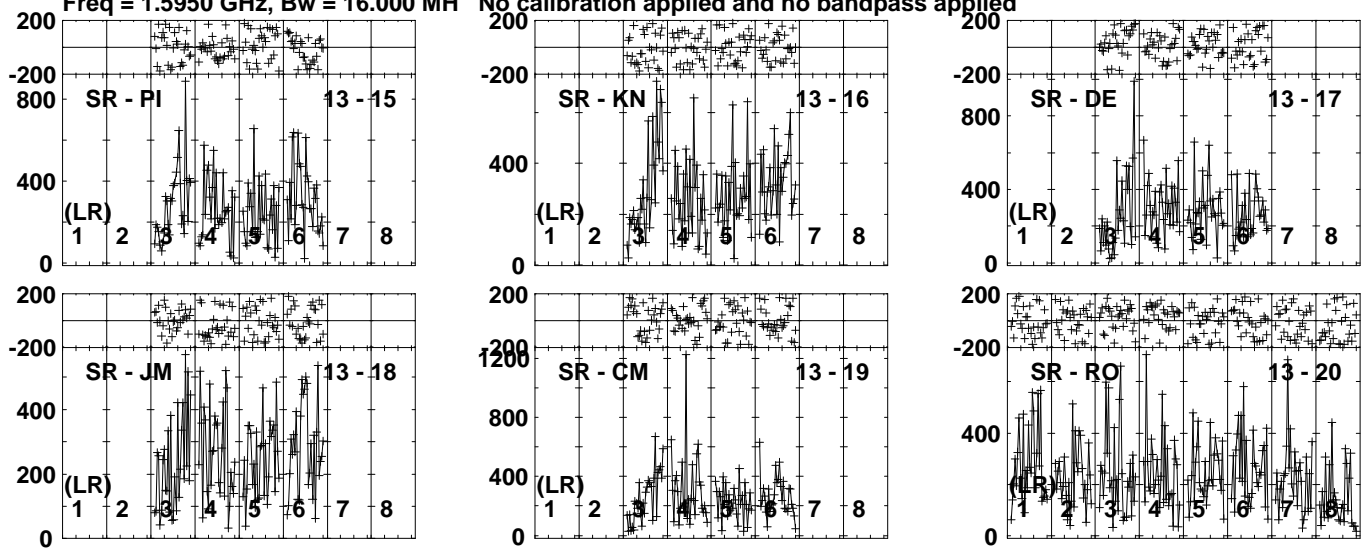 Freq = 1.5950 GHz, Bw = 16.000 MH No calibration applied and no bandpass applied
200
-200
800
400
0
SR - PI 13 - 15
(LR)
1 2 3 4 5 6 7 8
200
-200
400
0
SR - KN 13 - 16
(LR)
1 2 3 4 5 6 7 8
200
-200
800
400
0
SR - DE 13 - 17
(LR)
1 2 3 4 5 6 7 8
200
-200
400
200
0
SR - JM 13 - 18
(LR)
1 2 3 4 5 6 7 8
200
-200
1200
800
400
0
SR - CM 13 - 19
(LR)
1 2 3 4 5 6 7 8
200
-200
400
0
SR - RO 13 - 20
(LR)
1 2 3 4 5 6 7 8